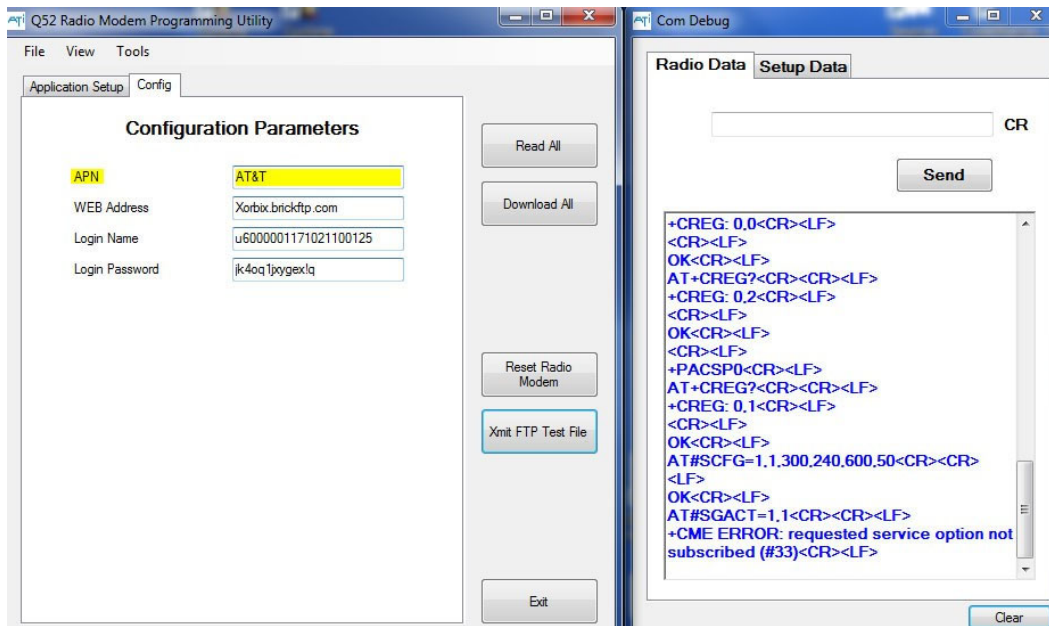 ATi Q52 Radio Modem Programming Utility
File View Tools
Application Setup Config
Configuration Parameters
APN AT&T
WEB Address Xorbix.brickftp.com
Login Name u6000001171021100125
Login Password jk4oq1jxygex!q
Read All
Download All
Reset Radio
Modem
Xmit FTP Test File
Exit
ATi Com Debug
Radio Data Setup Data
CR
Send
+CREG: 0,0<CR><LF>
<CR><LF>
OK<CR><LF>
AT+CREG?<CR><CR><LF>
+CREG: 0,2<CR><LF>
<CR><LF>
OK<CR><LF>
<CR><LF>
+PACSP0<CR><LF>
AT+CREG?<CR><CR><LF>
+CREG: 0,1<CR><LF>
<CR><LF>
OK<CR><LF>
AT#SCFG=1,1,300,240,600,50<CR><CR>
<LF>
OK<CR><LF>
AT#SGACT=1,1<CR><CR><LF>
+CME ERROR: requested service option not
subscribed (#33)<CR><LF>
Clear